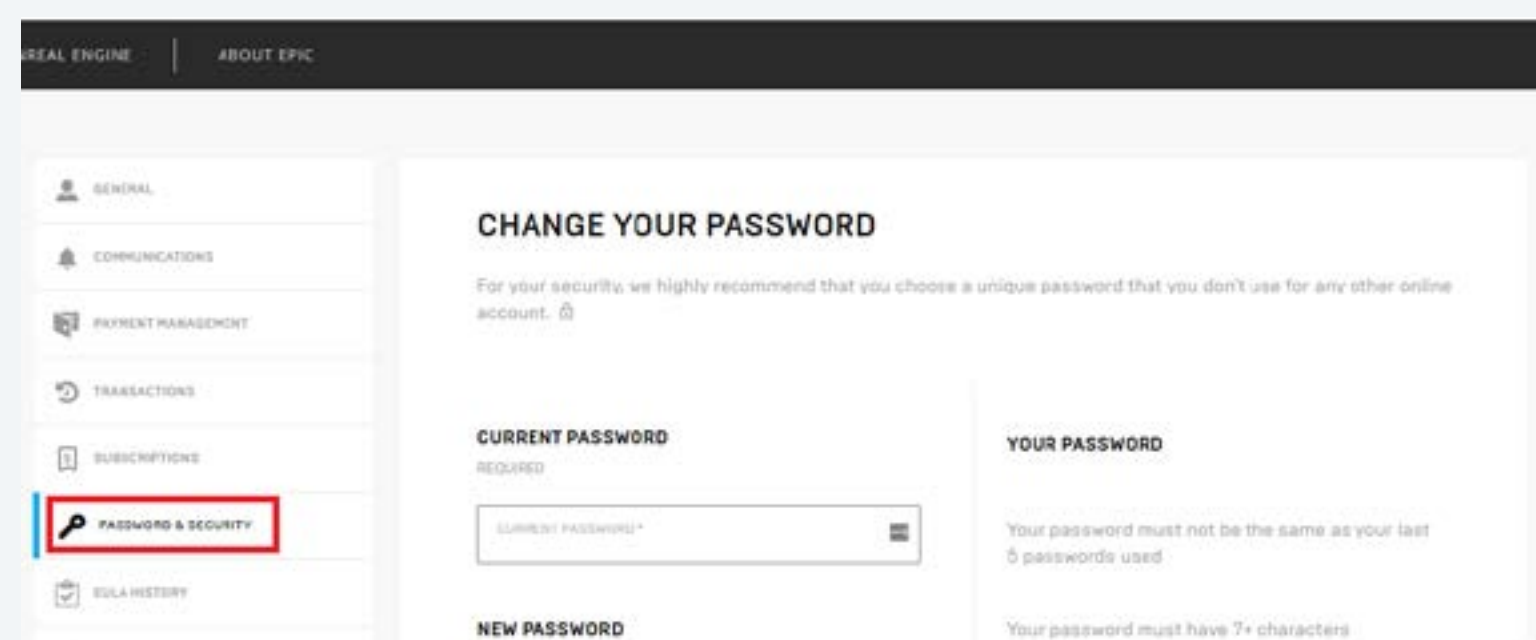 REAL ENGINE
ABOUT EPIC
GENERAL
COMMUNICATIONS
PAYMENT MANAGEMENT
TRANSACTIONS
SUBSCRIPTIONS
PASSWORD & SECURITY
EULA HISTORY
CHANGE YOUR PASSWORD
For your security, we highly recommend that you choose a unique password that you don't use for any other online
account.
CURRENT PASSWORD
REQUIRED
CURRENT PASSWORD*
NEW PASSWORD
YOUR PASSWORD
Your password must not be the same as your last
5 passwords used
Your password must have 7+ characters